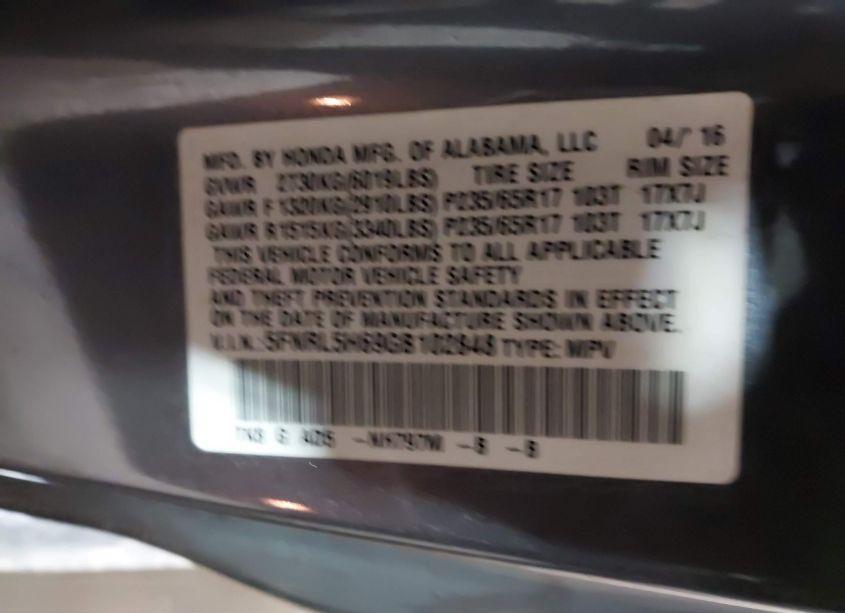 MFD. BY HONDA MFG. OF ALABAMA, LLC 04/ 16
GVWR 2730KG(6019LBS) TIRE SIZE RIM SIZE
GAWR F 1320KG(2910LBS) P235/65R17 103T 17X7J
GAWR R1515KG(3340LBS) P235/65R17 103T 17X7J
THIS VEHICLE CONFORMS TO ALL APPLICABLE
FEDERAL MOTOR VEHICLE SAFETY
AND THEFT PREVENTION STANDARDS IN EFFECT
ON THE DATE OF MANUFACTURE SHOWN ABOVE.
V.I.N.: 5FNRL5H69GB102848 TYPE: MPV